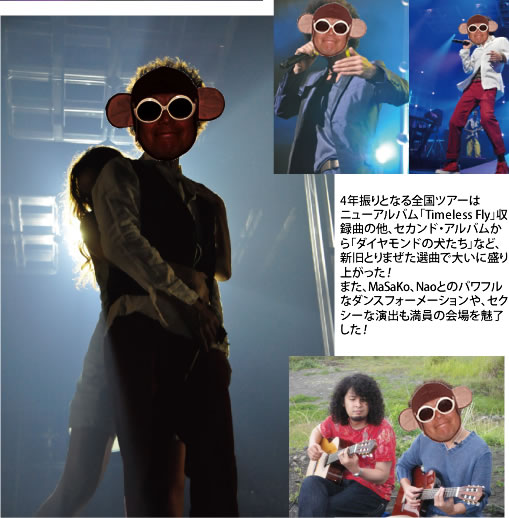 4年振りとなる全国ツアーは
ニューアルバム「Timeless Fly」収
録曲の他、セカンド・アルバムか
ら「ダイヤモンドの犬たち」など、
新旧とりまぜた選曲で大いに盛り
上がった!
また、MaSaKo、Naoとのパワフル
なダンスフォーメーションや、セク
シーな演出も満員の会場を魅了
した!